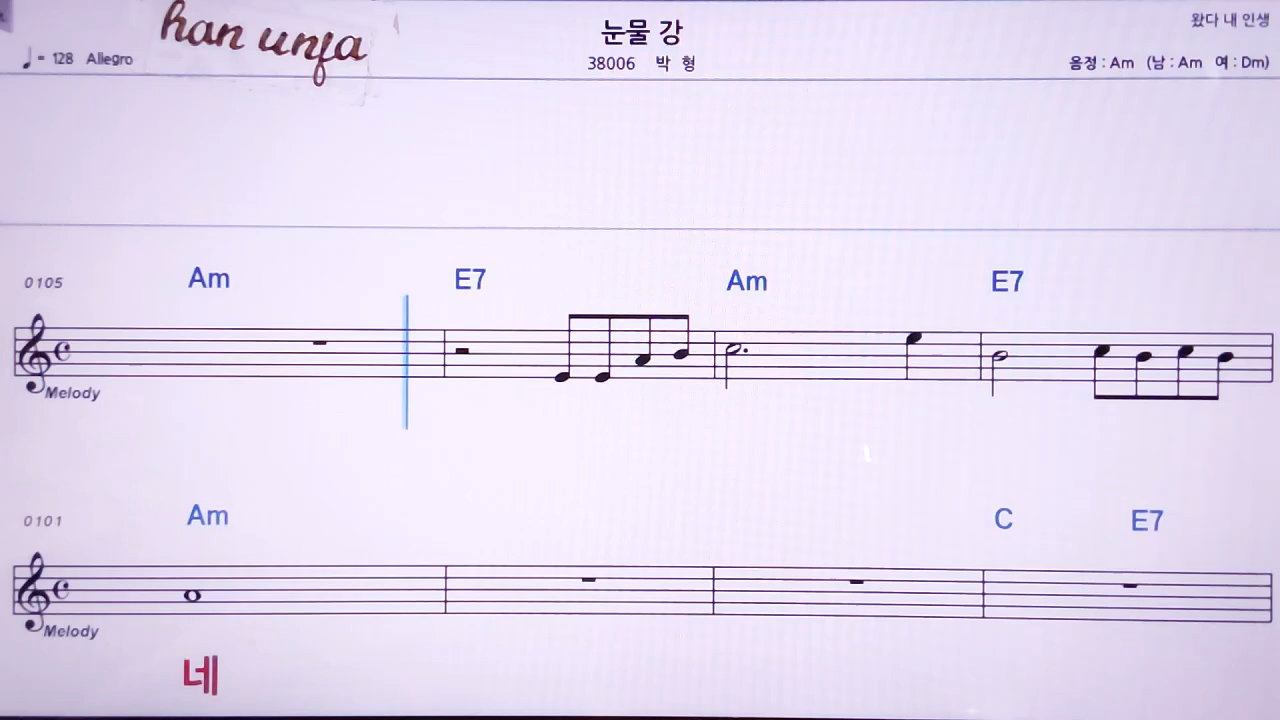 han unja
눈물 강
왔다 내 인생
♩= 128 Allegro
38006 박 형
음정 : Am (남 : Am 여 : Dm)
0105 Am E7 Am E7
Melody
0101 Am C E7
Melody
네